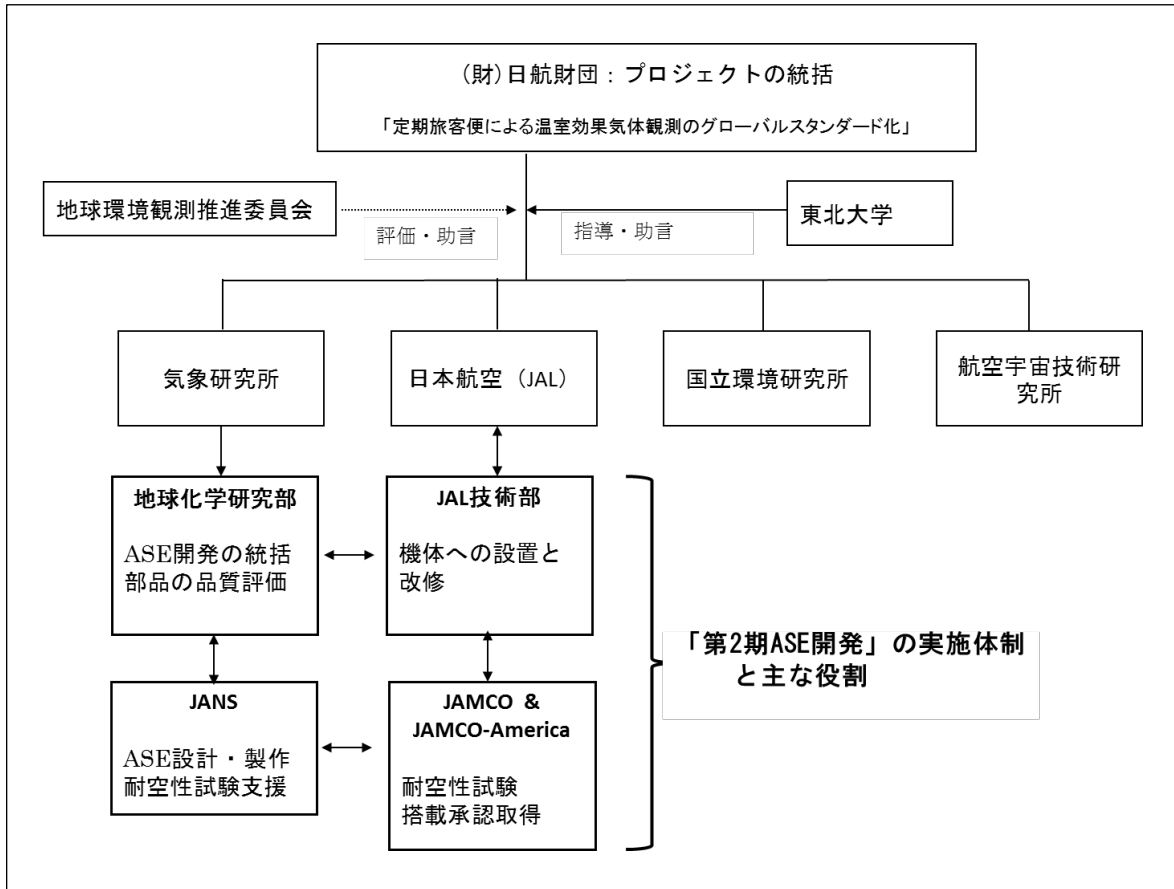 (財)日航財団：プロジェクトの統括
「定期旅客便による温室効果気体観測のグローバルスタンダード化」
地球環境観測推進委員会
評価・助言
指導・助言
東北大学
気象研究所
日本航空（JAL）
国立環境研究所
航空宇宙技術研
究所
地球化学研究部
ASE開発の統括
部品の品質評価
JAL技術部
機体への設置と
改修
「第2期ASE開発」の実施体制
と主な役割
JANS
ASE設計・製作
耐空性試験支援
JAMCO &
JAMCO-America
耐空性試験
搭載承認取得